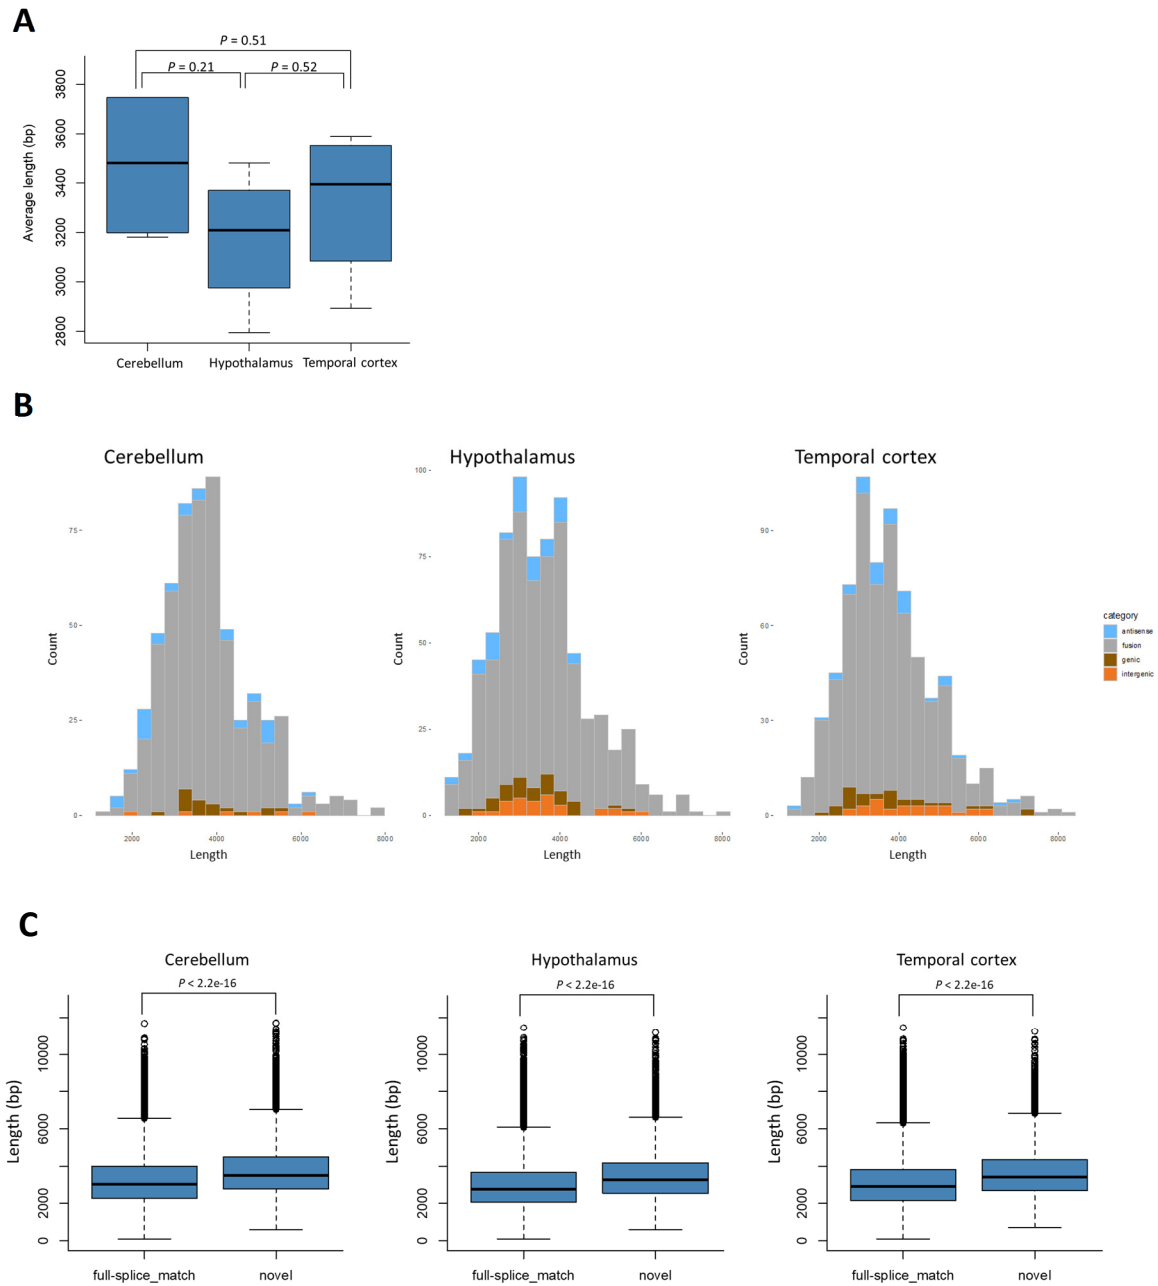 A
P = 0.51
P = 0.21
P = 0.52
Average length (bp)
3800
3600
3400
3200
3000
2800
Cerebellum
Hypothalamus
Temporal cortex
B
Cerebellum
Count
75
50
25
0
2000
4000
6000
8000
Length
Hypothalamus
Count
100
75
50
25
0
2000
4000
6000
8000
Length
Temporal cortex
Count
90
60
30
0
2000
4000
6000
8000
Length
category
antisense
fusion
genic
intergenic
C
Cerebellum
P < 2.2e-16
Length (bp)
10000
6000
2000
0
full-splice_match
novel
Hypothalamus
P < 2.2e-16
Length (bp)
10000
6000
2000
0
full-splice_match
novel
Temporal cortex
P < 2.2e-16
Length (bp)
10000
6000
2000
0
full-splice_match
novel